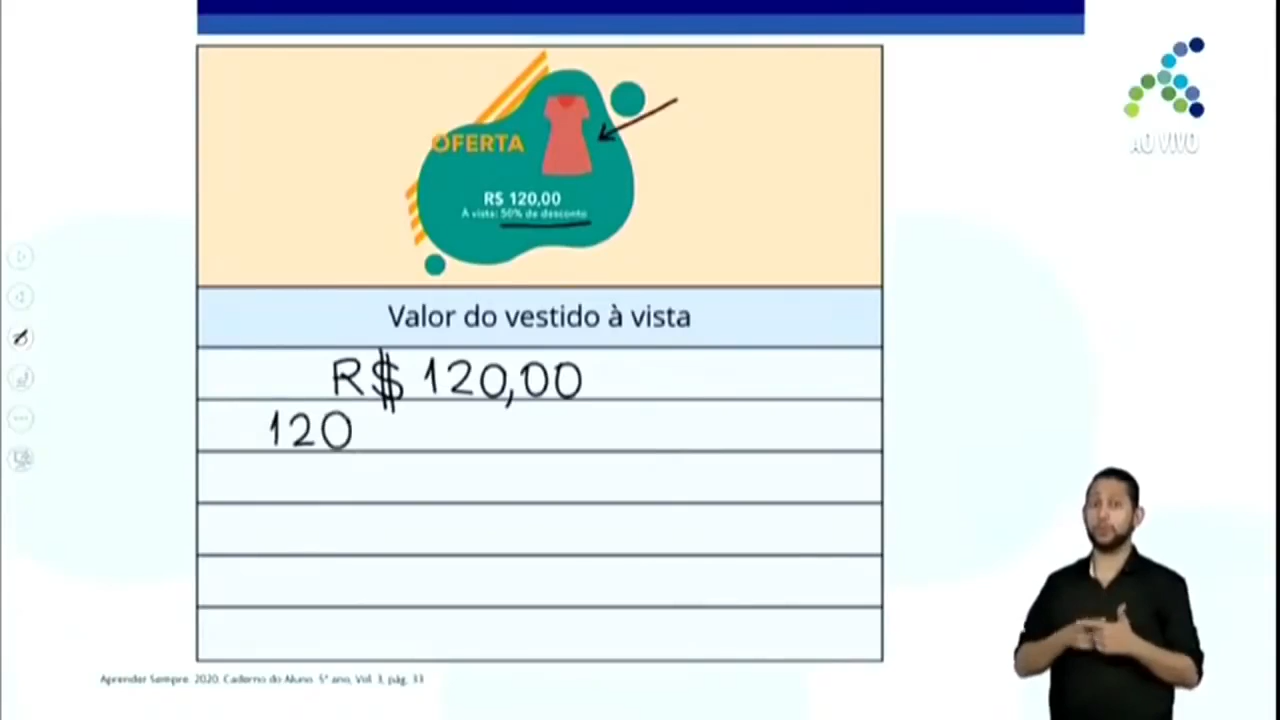 OFERTA
R$ 120,00
À vista: 50% de desconto
AO VIVO
Valor do vestido à vista
R$ 120,00
120
Aprender Sempre. 2020. Caderno do Aluno. 5º ano, Vol. 3, pág. 33